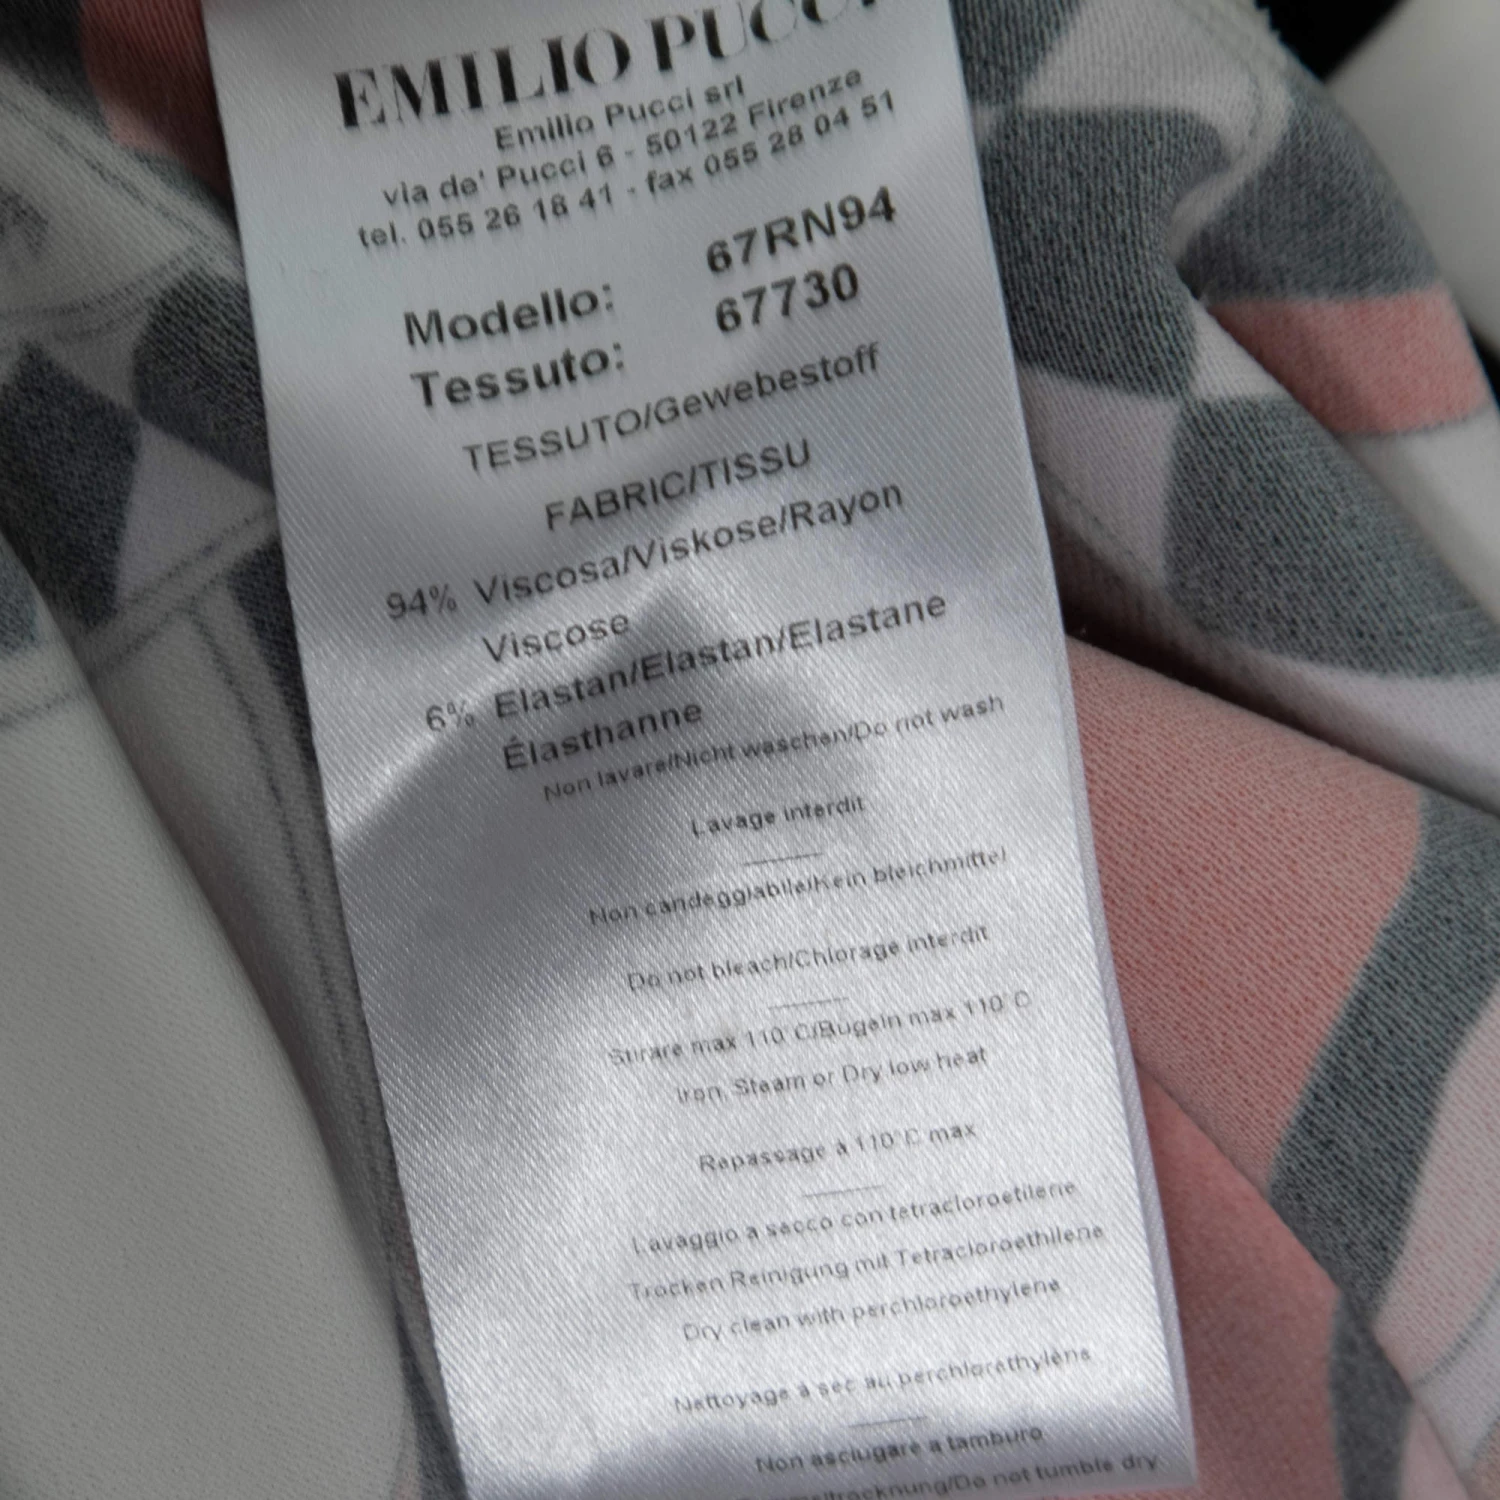 EMILIO PUCCI
Emilio Pucci srl
via de' Pucci 6 - 50122 Firenze
tel. 055 26 18 41 - fax 055 28 04 51
Modello: 67RN94
Tessuto: 67730
TESSUTO/Gewebestoff
FABRIC/TISSU
94% Viscosa/Viskose/Rayon
Viscose
6% Elastan/Elastan/Elastane
Élasthanne
Non lavare/Nicht waschen/Do not wash
Lavage interdit
Non candeggiabile/Kein bleichmittel
Do not bleach/Chlorage interdit
Stirare max 110°C/Bügeln max 110°C
Iron, Steam or Dry low heat
Repassage à 110°C max
Lavaggio a secco con tetracloroetilene
Trocken Reinigung mit Tetracloroethilene
Dry clean with perchloroethylene
Nettoyage à sec au perchloréthylène
Non asciugare a tamburo
not tumble dry